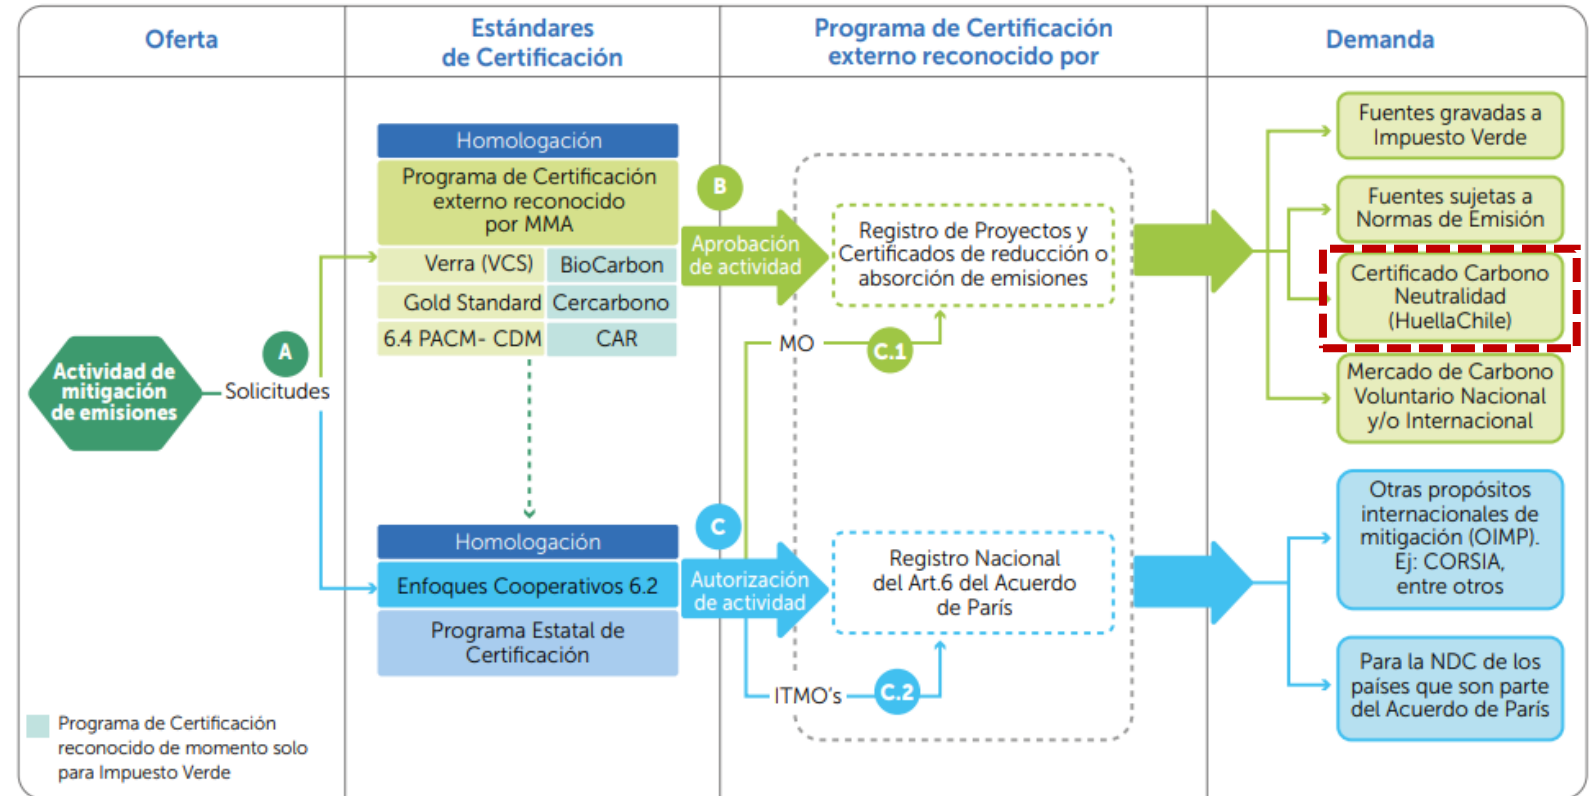 Oferta
Estándares
de Certificación
Programa de Certificación
externo reconocido por
Demanda
Actividad de
mitigación
de emisiones
A
Solicitudes
Homologación
Programa de Certificación
externo reconocido
por MMA
Verra (VCS)
BioCarbon
Gold Standard
Cercarbono
6.4 PACM- CDM
CAR
Homologación
Enfoques Cooperativos 6.2
Programa Estatal de
Certificación
B
Aprobación
de actividad
C
Autorización
de actividad
Registro de Proyectos y
Certificados de reducción o
absorción de emisiones
MO
C.1
Registro Nacional
del Art.6 del Acuerdo
de París
ITMO's
C.2
Fuentes gravadas a
Impuesto Verde
Fuentes sujetas a
Normas de Emisión
Certificado Carbono
Neutralidad
(HuellaChile)
Mercado de Carbono
Voluntario Nacional
y/o Internacional
Otras propósitos
internacionales de
mitigación (OIMP).
Ej: CORSIA,
entre otros
Para la NDC de los
países que son parte
del Acuerdo de París
Programa de Certificación
reconocido de momento solo
para Impuesto Verde